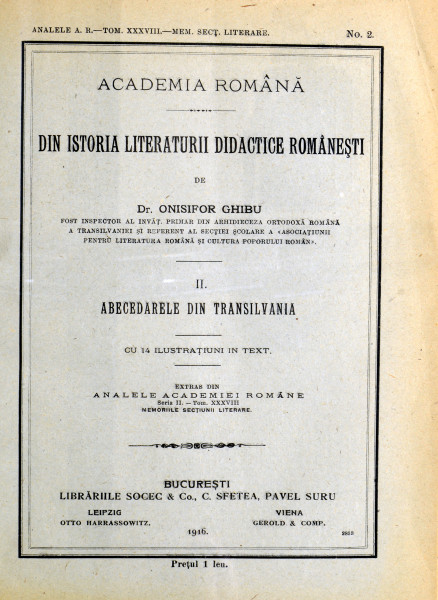 ANALELE A. R.—TOM. XXXVIII.—MEM. SECȚ. LITERARE. No. 2.
ACADEMIA ROMÂNĂ
DIN ISTORIA LITERATURII DIDACTICE ROMÂNEȘTI
DE
Dr. ONISIFOR GHIBU
FOST INSPECTOR AL INVĂȚ. PRIMAR DIN ARHIDIECEZA ORTODOXĂ ROMÂNĂ
A TRANSILVANIEI ȘI REFERENT AL SECȚIEI ȘCOLARE A «ASOCIAȚIUNII
PENTRU LITERATURA ROMÂNĂ ȘI CULTURA POPORULUI ROMÂN».
II.
ABECEDARELE DIN TRANSILVANIA
CU 14 ILUSTRAȚIUNI IN TEXT.
EXTRAS DIN
ANALELE ACADEMIEI ROMÂNE
Seria II. — Tom. XXXVIII
MEMORIILE SECȚIUNII LITERARE.
BUCUREȘTI
LIBRĂRIILE SOCEC & Co., C. SFETEA, PAVEL SURU
LEIPZIG VIENA
OTTO HARRASSOWITZ. GEROLD & COMP.
1916.
Prețul 1 leu.